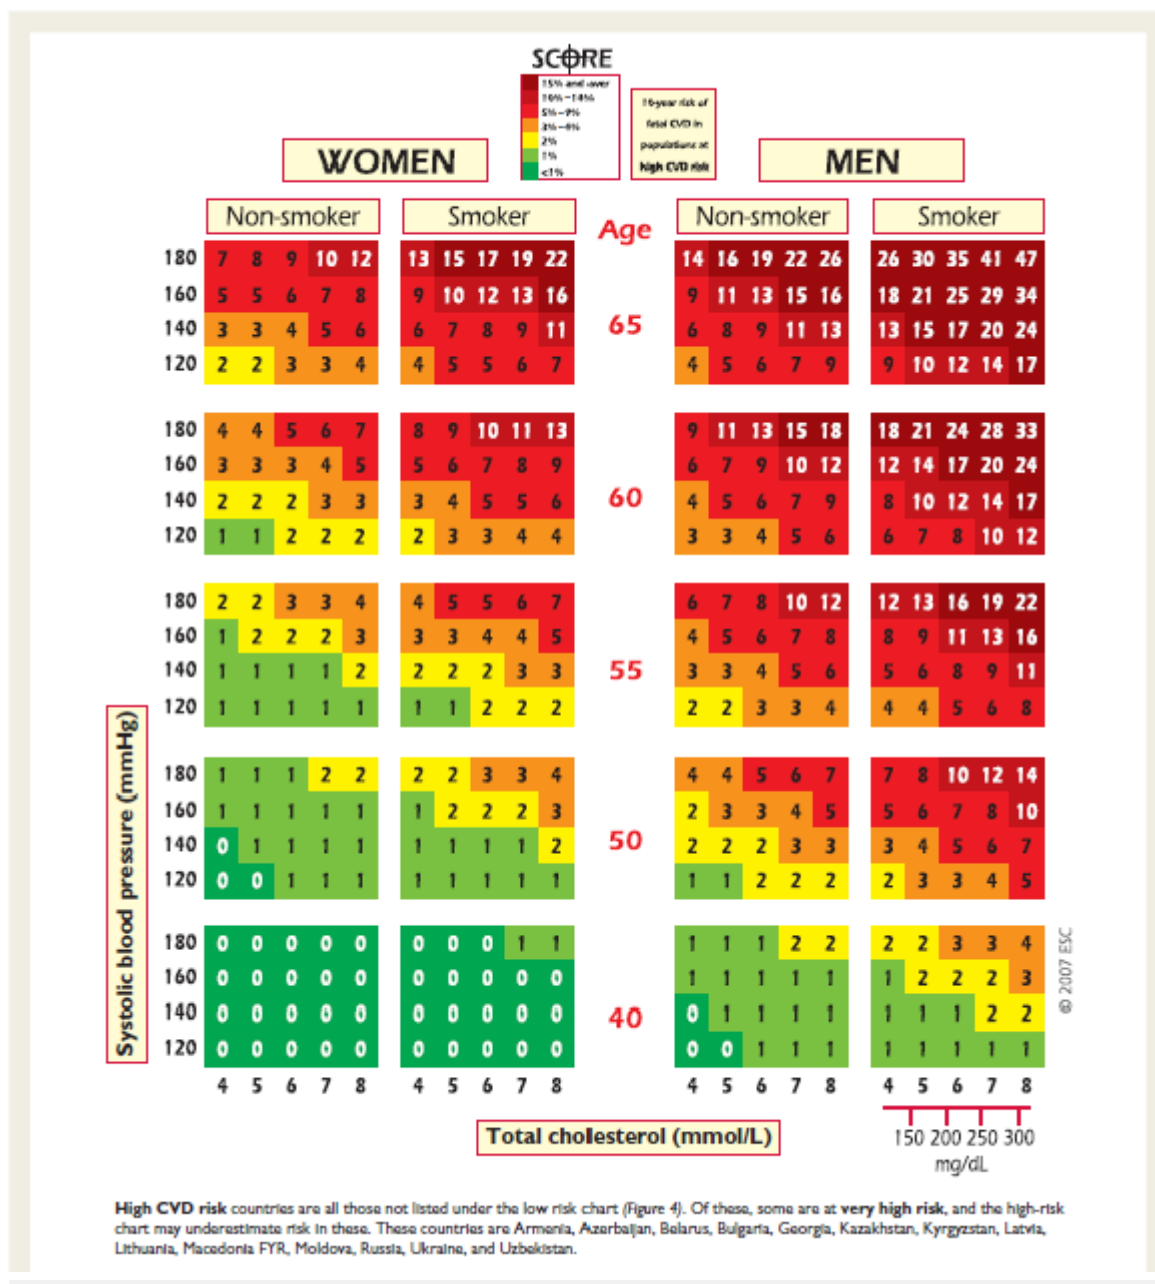 SCORE
15% and over
10%–14%
5%–9%
3%–4%
2%
1%
<1%
10-year risk of
fatal CVD in
populations at
high CVD risk
WOMEN
MEN
Non-smoker Smoker Age Non-smoker Smoker
180 7 8 9 10 12 13 15 17 19 22 14 16 19 22 26 26 30 35 41 47
160 5 5 6 7 8 9 10 12 13 16 9 11 13 15 16 18 21 25 29 34
140 3 3 4 5 6 6 7 8 9 11 65 6 8 9 11 13 13 15 17 20 24
120 2 2 3 3 4 4 5 5 6 7 4 5 6 7 9 9 10 12 14 17
180 4 4 5 6 7 8 9 10 11 13 9 11 13 15 18 18 21 24 28 33
160 3 3 3 4 5 5 6 7 8 9 6 7 9 10 12 12 14 17 20 24
140 2 2 2 3 3 3 4 5 5 6 60 4 5 6 7 9 8 10 12 14 17
120 1 1 2 2 2 2 3 3 4 4 3 3 4 5 6 6 7 8 10 12
180 2 2 3 3 4 4 5 5 6 7 6 7 8 10 12 12 13 16 19 22
160 1 2 2 2 3 3 3 4 4 5 4 5 6 7 8 8 9 11 13 16
140 1 1 1 1 2 2 2 2 3 3 55 3 3 4 5 6 5 6 8 9 11
120 1 1 1 1 1 1 1 2 2 2 2 2 3 3 4 4 4 5 6 8
180 1 1 1 2 2 2 2 3 3 4 4 4 5 6 7 7 8 10 12 14
160 1 1 1 1 1 1 2 2 2 3 2 3 3 4 5 5 6 7 8 10
140 0 1 1 1 1 1 1 1 1 2 50 2 2 2 3 3 3 4 5 6 7
120 0 0 1 1 1 1 1 1 1 1 1 1 2 2 2 2 3 3 4 5
180 0 0 0 0 0 0 0 0 1 1 1 1 1 2 2 2 2 3 3 4
160 0 0 0 0 0 0 0 0 0 0 1 1 1 1 1 1 2 2 2 3
140 0 0 0 0 0 0 0 0 0 0 40 0 1 1 1 1 1 1 1 2 2
120 0 0 0 0 0 0 0 0 0 0 0 0 1 1 1 1 1 1 1 1
4 5 6 7 8 4 5 6 7 8 4 5 6 7 8 4 5 6 7 8
Systolic blood pressure (mmHg)
© 2007 ESC
Total cholesterol (mmol/L)
150 200 250 300
mg/dL
High CVD risk countries are all those not listed under the low risk chart (Figure 4). Of these, some are at very high risk, and the high-risk
chart may underestimate risk in these. These countries are Armenia, Azerbaijan, Belarus, Bulgaria, Georgia, Kazakhstan, Kyrgyzstan, Latvia,
Lithuania, Macedonia FYR, Moldova, Russia, Ukraine, and Uzbekistan.